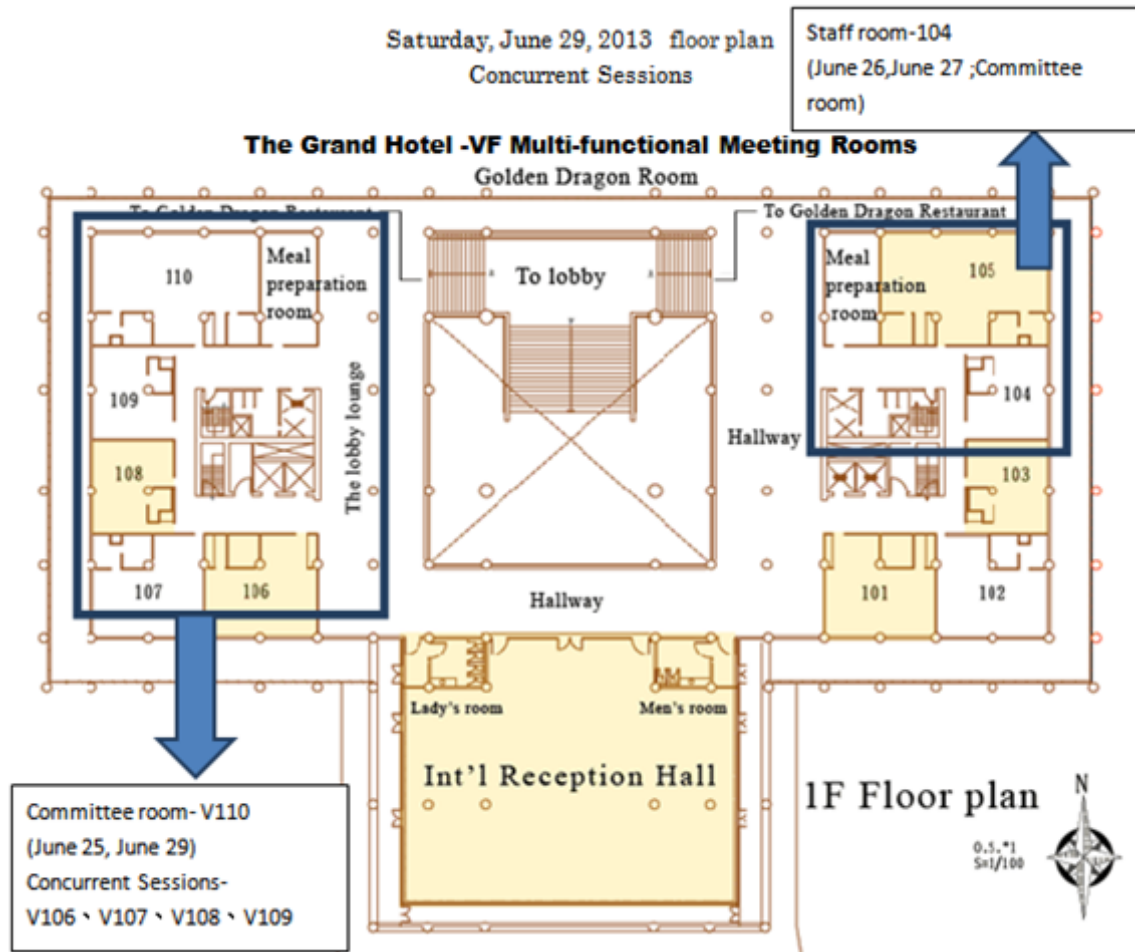 Saturday, June 29, 2013 floor plan
Concurrent Sessions
Staff room-104
(June 26,June 27 ;Committee
room)
The Grand Hotel -VF Multi-functional Meeting Rooms
Golden Dragon Room
To Golden Dragon Restaurant
To Golden Dragon Restaurant
110
Meal
preparation
room
To lobby
Meal
preparation
room
105
109
104
The lobby lounge
Hallway
108
103
107
106
Hallway
101
102
Lady's room
Men's room
Int'l Reception Hall
1F Floor plan
N
S=1/100
Committee room- V110
(June 25, June 29)
Concurrent Sessions-
V106、V107、V108、V109